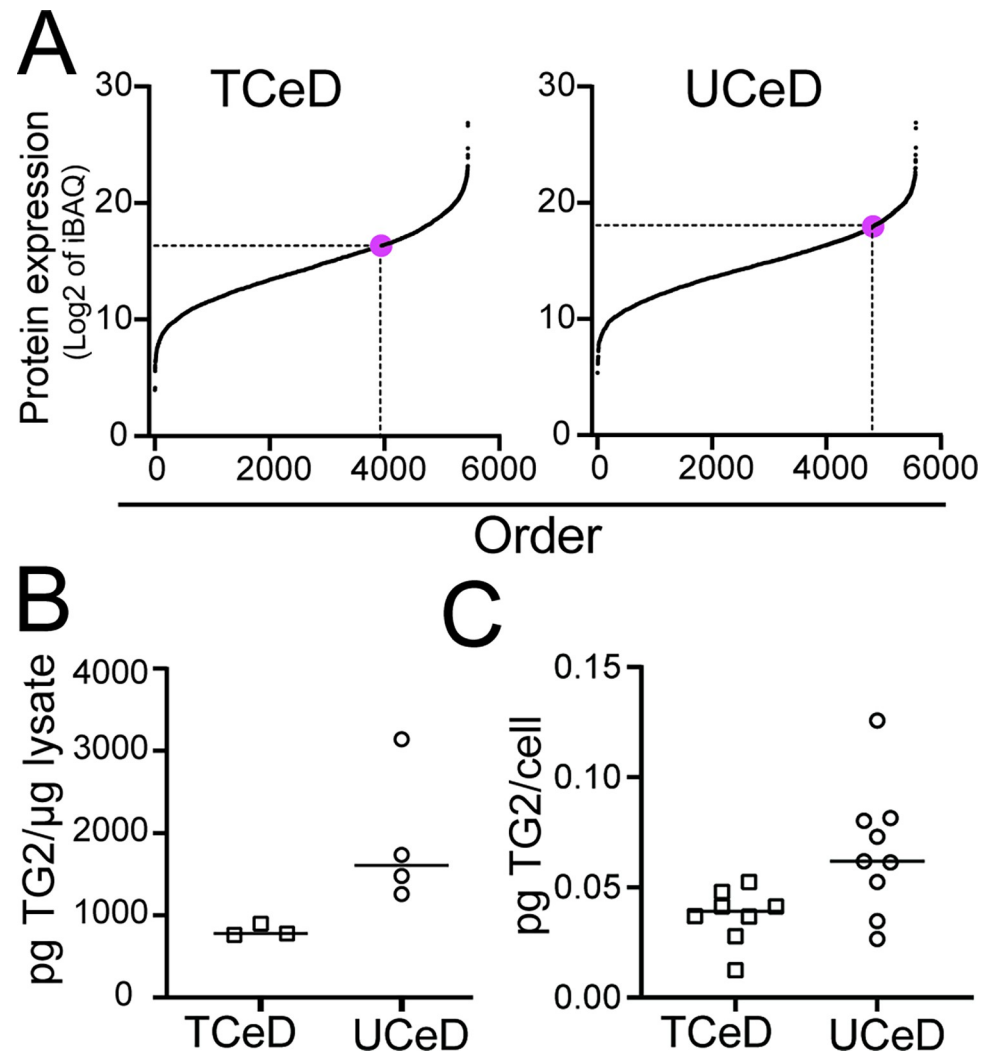 A
TCeD
UCeD
Protein expression
(Log2 of iBAQ)
30
20
10
0
0 2000 4000 6000
30
20
10
0
0 2000 4000 6000
Order
B
pg TG2/µg lysate
4000
3000
2000
1000
0
TCeD UCeD
C
pg TG2/cell
0.15
0.10
0.05
0.00
TCeD UCeD